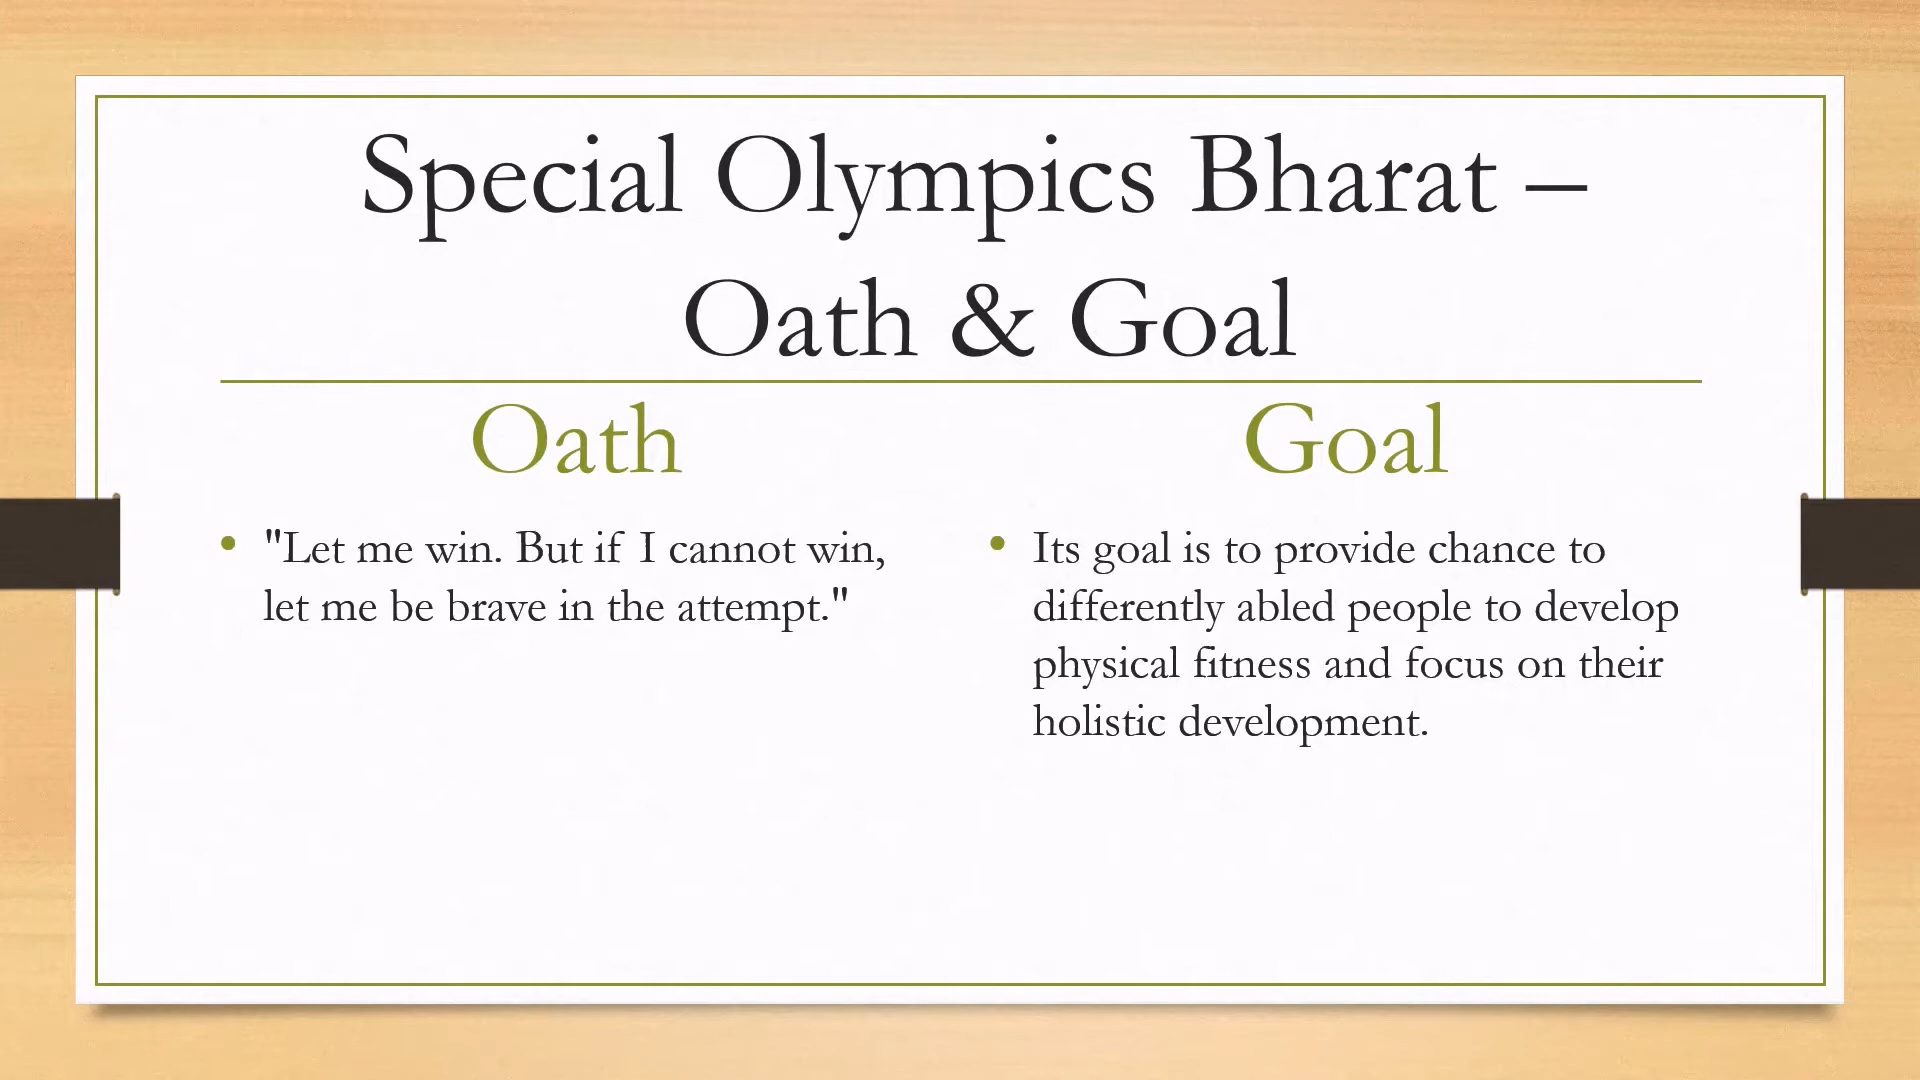 Special Olympics Bharat –
Oath & Goal
Oath
• "Let me win. But if I cannot win,
let me be brave in the attempt."
Goal
• Its goal is to provide chance to
differently abled people to develop
physical fitness and focus on their
holistic development.